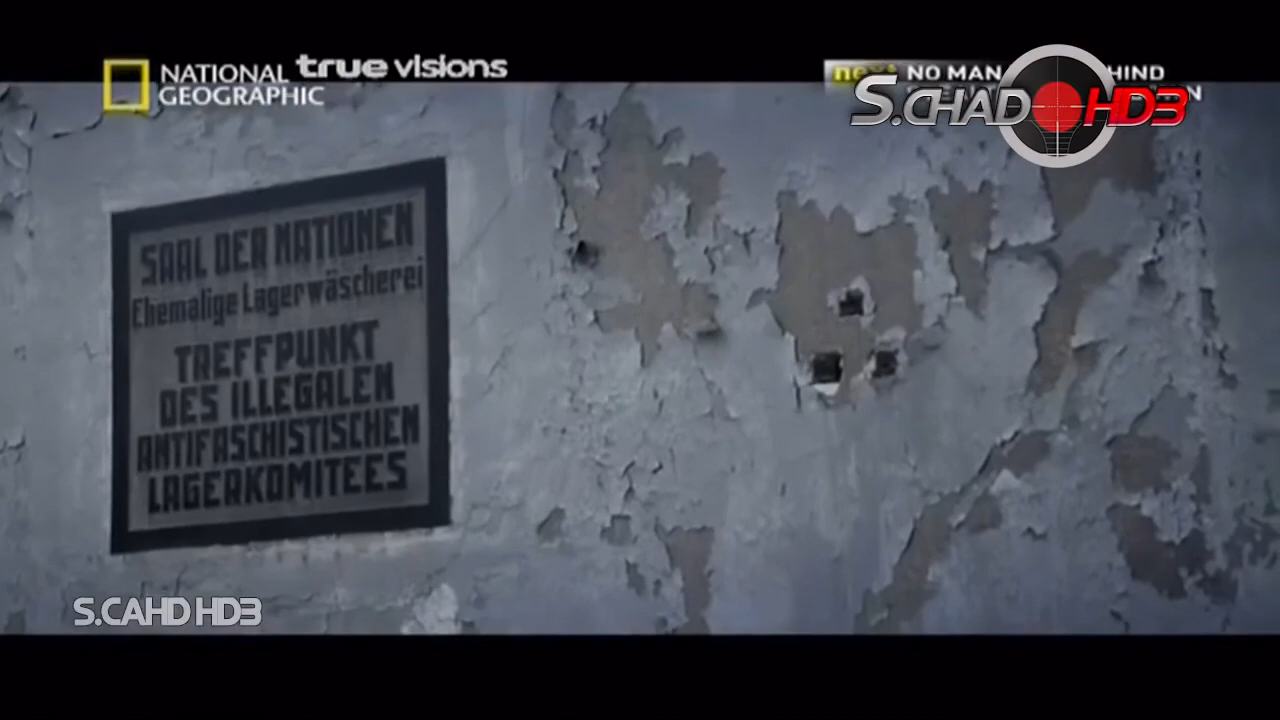 NATIONAL
GEOGRAPHIC
true visions
next NO MAN HIND
S.CHAD HD3
SAAL DER NATIONEN
Ehemalige Lagerwäscherei
TREFFPUNKT
DES ILLEGALEN
ANTIFASCHISTISCHEN
LAGERKOMITEES
S.CAHD HD3